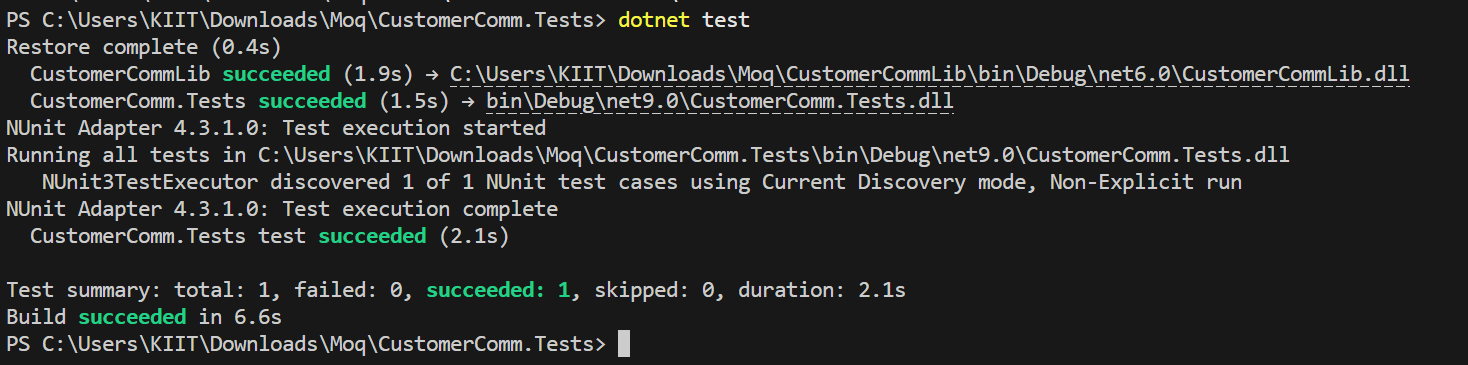 PS C:\Users\KIIT\Downloads\Moq\CustomerComm.Tests> dotnet test
Restore complete (0.4s)
  CustomerCommLib succeeded (1.9s) → C:\Users\KIIT\Downloads\Moq\CustomerCommLib\bin\Debug\net6.0\CustomerCommLib.dll
  CustomerComm.Tests succeeded (1.5s) → bin\Debug\net9.0\CustomerComm.Tests.dll
NUnit Adapter 4.3.1.0: Test execution started
Running all tests in C:\Users\KIIT\Downloads\Moq\CustomerComm.Tests\bin\Debug\net9.0\CustomerComm.Tests.dll
   NUnit3TestExecutor discovered 1 of 1 NUnit test cases using Current Discovery mode, Non-Explicit run
NUnit Adapter 4.3.1.0: Test execution complete
  CustomerComm.Tests test succeeded (2.1s)
Test summary: total: 1, failed: 0, succeeded: 1, skipped: 0, duration: 2.1s
Build succeeded in 6.6s
PS C:\Users\KIIT\Downloads\Moq\CustomerComm.Tests>